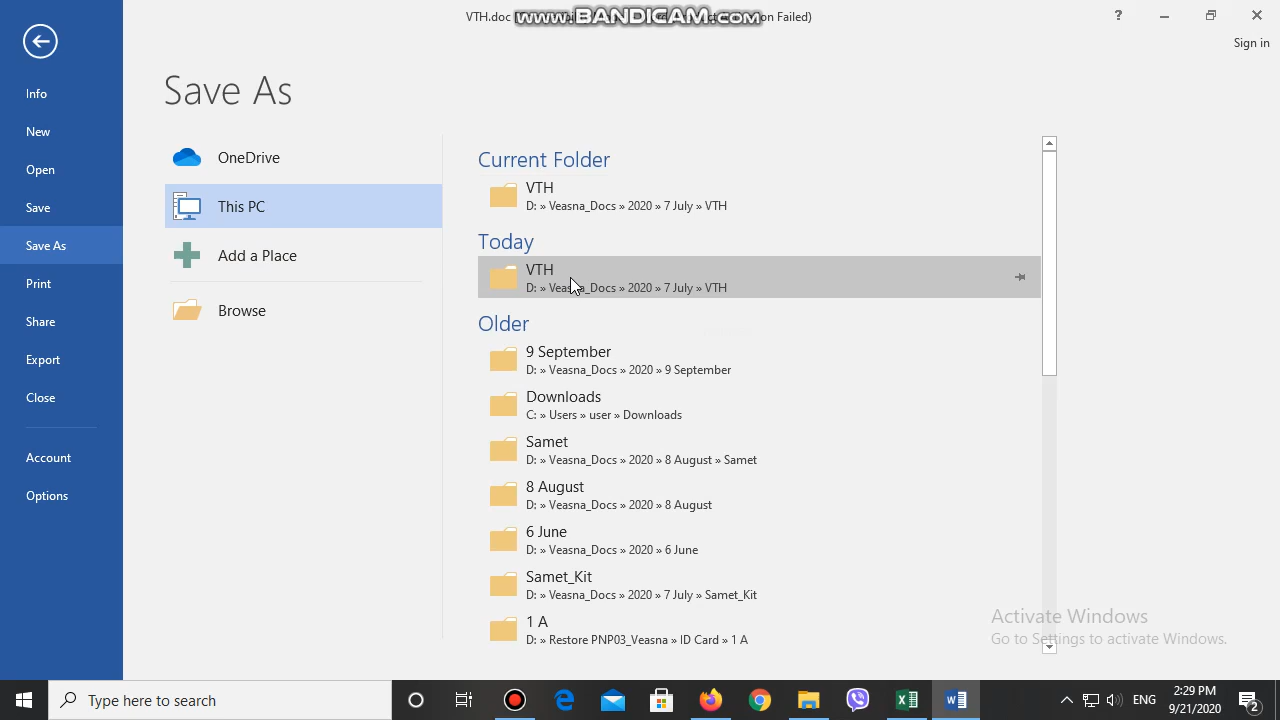 VTH.doc
www.BANDICAM.com
on Failed)
Sign in
Save As
Info
New
Open
Save
Save As
Print
Share
Export
Close
Account
Options
OneDrive
This PC
Add a Place
Browse
Current Folder
VTH
D: » Veasna_Docs » 2020 » 7 July » VTH
Today
VTH
D: » Veasna_Docs » 2020 » 7 July » VTH
Older
9 September
D: » Veasna_Docs » 2020 » 9 September
Downloads
C: » Users » user » Downloads
Samet
D: » Veasna_Docs » 2020 » 8 August » Samet
8 August
D: » Veasna_Docs » 2020 » 8 August
6 June
D: » Veasna_Docs » 2020 » 6 June
Samet_Kit
D: » Veasna_Docs » 2020 » 7 July » Samet_Kit
1 A
D: » Restore PNP03_Veasna » ID Card » 1 A
Activate Windows
Go to Settings to activate Windows.
Type here to search
ENG
2:29 PM
9/21/2020
2